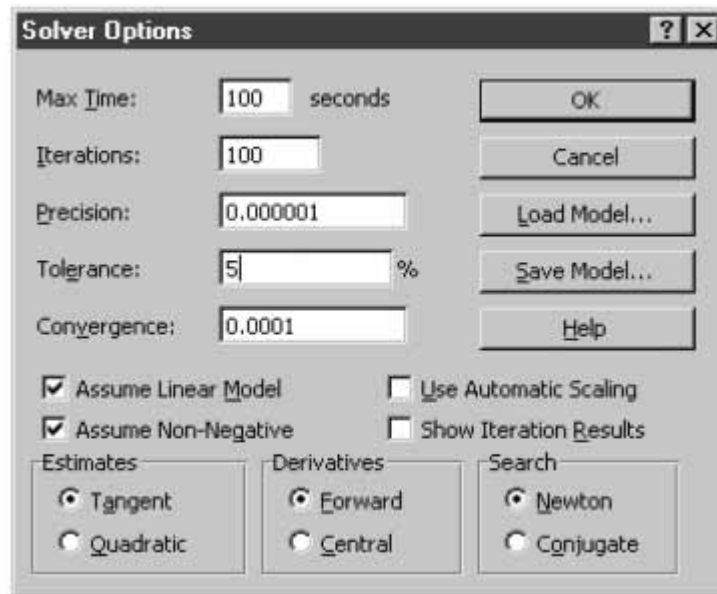 Solver Options
Max Time: 100 seconds OK
Iterations: 100 Cancel
Precision: 0.000001 Load Model...
Tolerance: 5 % Save Model...
Convergence: 0.0001 Help
Assume Linear Model Use Automatic Scaling
Assume Non-Negative Show Iteration Results
Estimates Derivatives Search
Tangent Forward Newton
Quadratic Central Conjugate